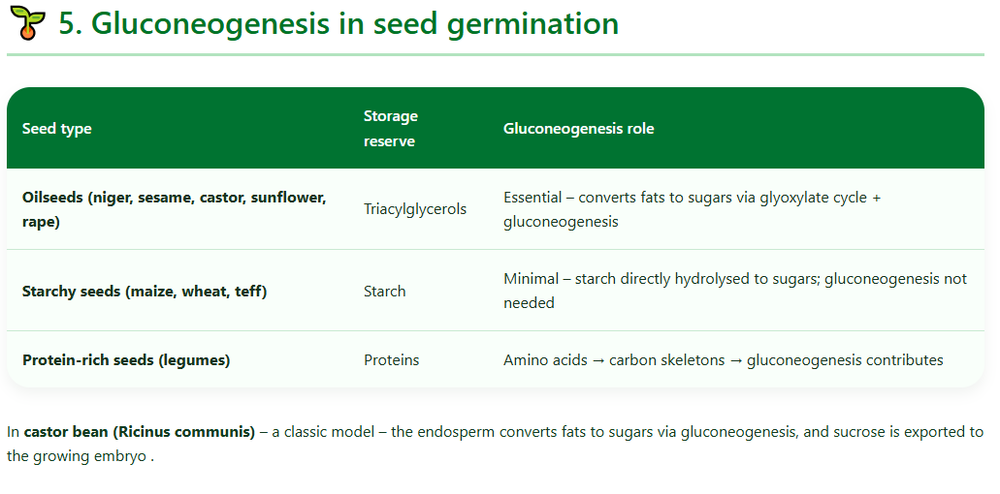 5. Gluconeogenesis in seed germination
Seed type
Storage
reserve
Gluconeogenesis role
Oilseeds (niger, sesame, castor, sunflower,
rape)
Triacylglycerols
Essential – converts fats to sugars via glyoxylate cycle +
gluconeogenesis
Starchy seeds (maize, wheat, teff)
Starch
Minimal – starch directly hydrolysed to sugars; gluconeogenesis not
needed
Protein-rich seeds (legumes)
Proteins
Amino acids → carbon skeletons → gluconeogenesis contributes
In castor bean (Ricinus communis) – a classic model – the endosperm converts fats to sugars via gluconeogenesis, and sucrose is exported to
the growing embryo .